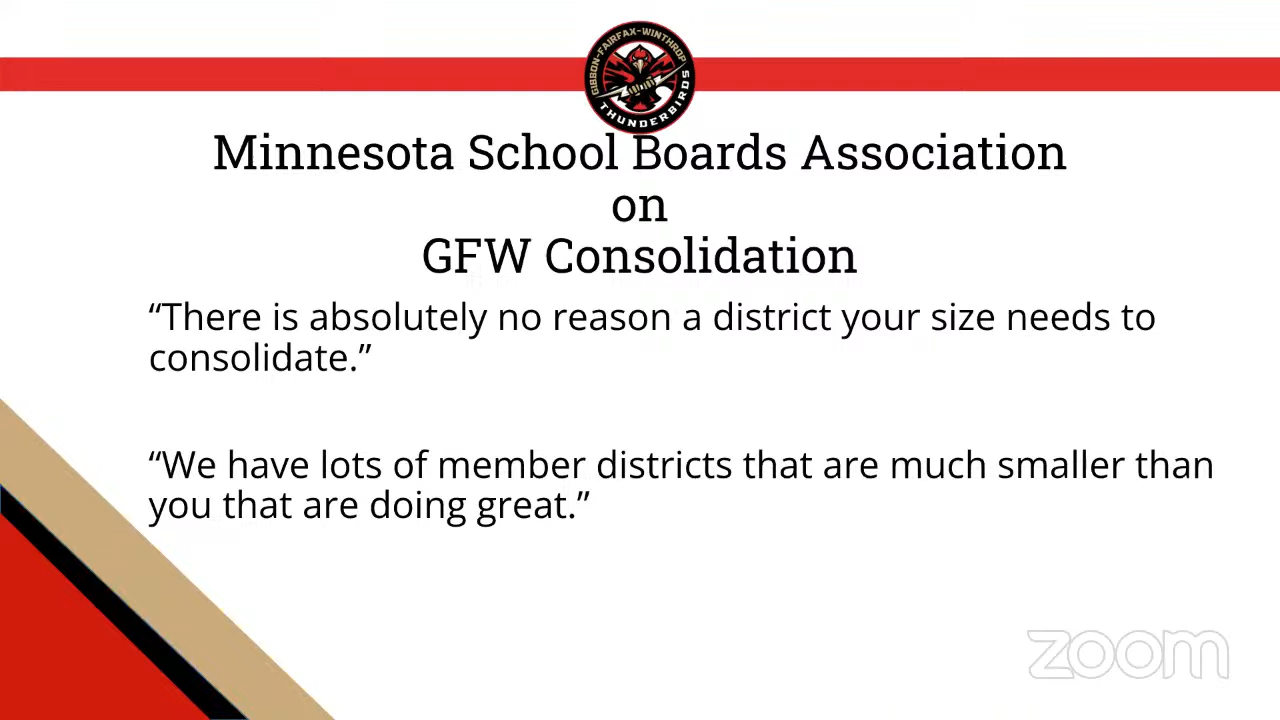 GIBBON-FAIRFAX-WINTHROP
THUNDERBIRDS
Minnesota School Boards Association
on
GFW Consolidation
“There is absolutely no reason a district your size needs to
consolidate.”
“We have lots of member districts that are much smaller than
you that are doing great.”
zoom